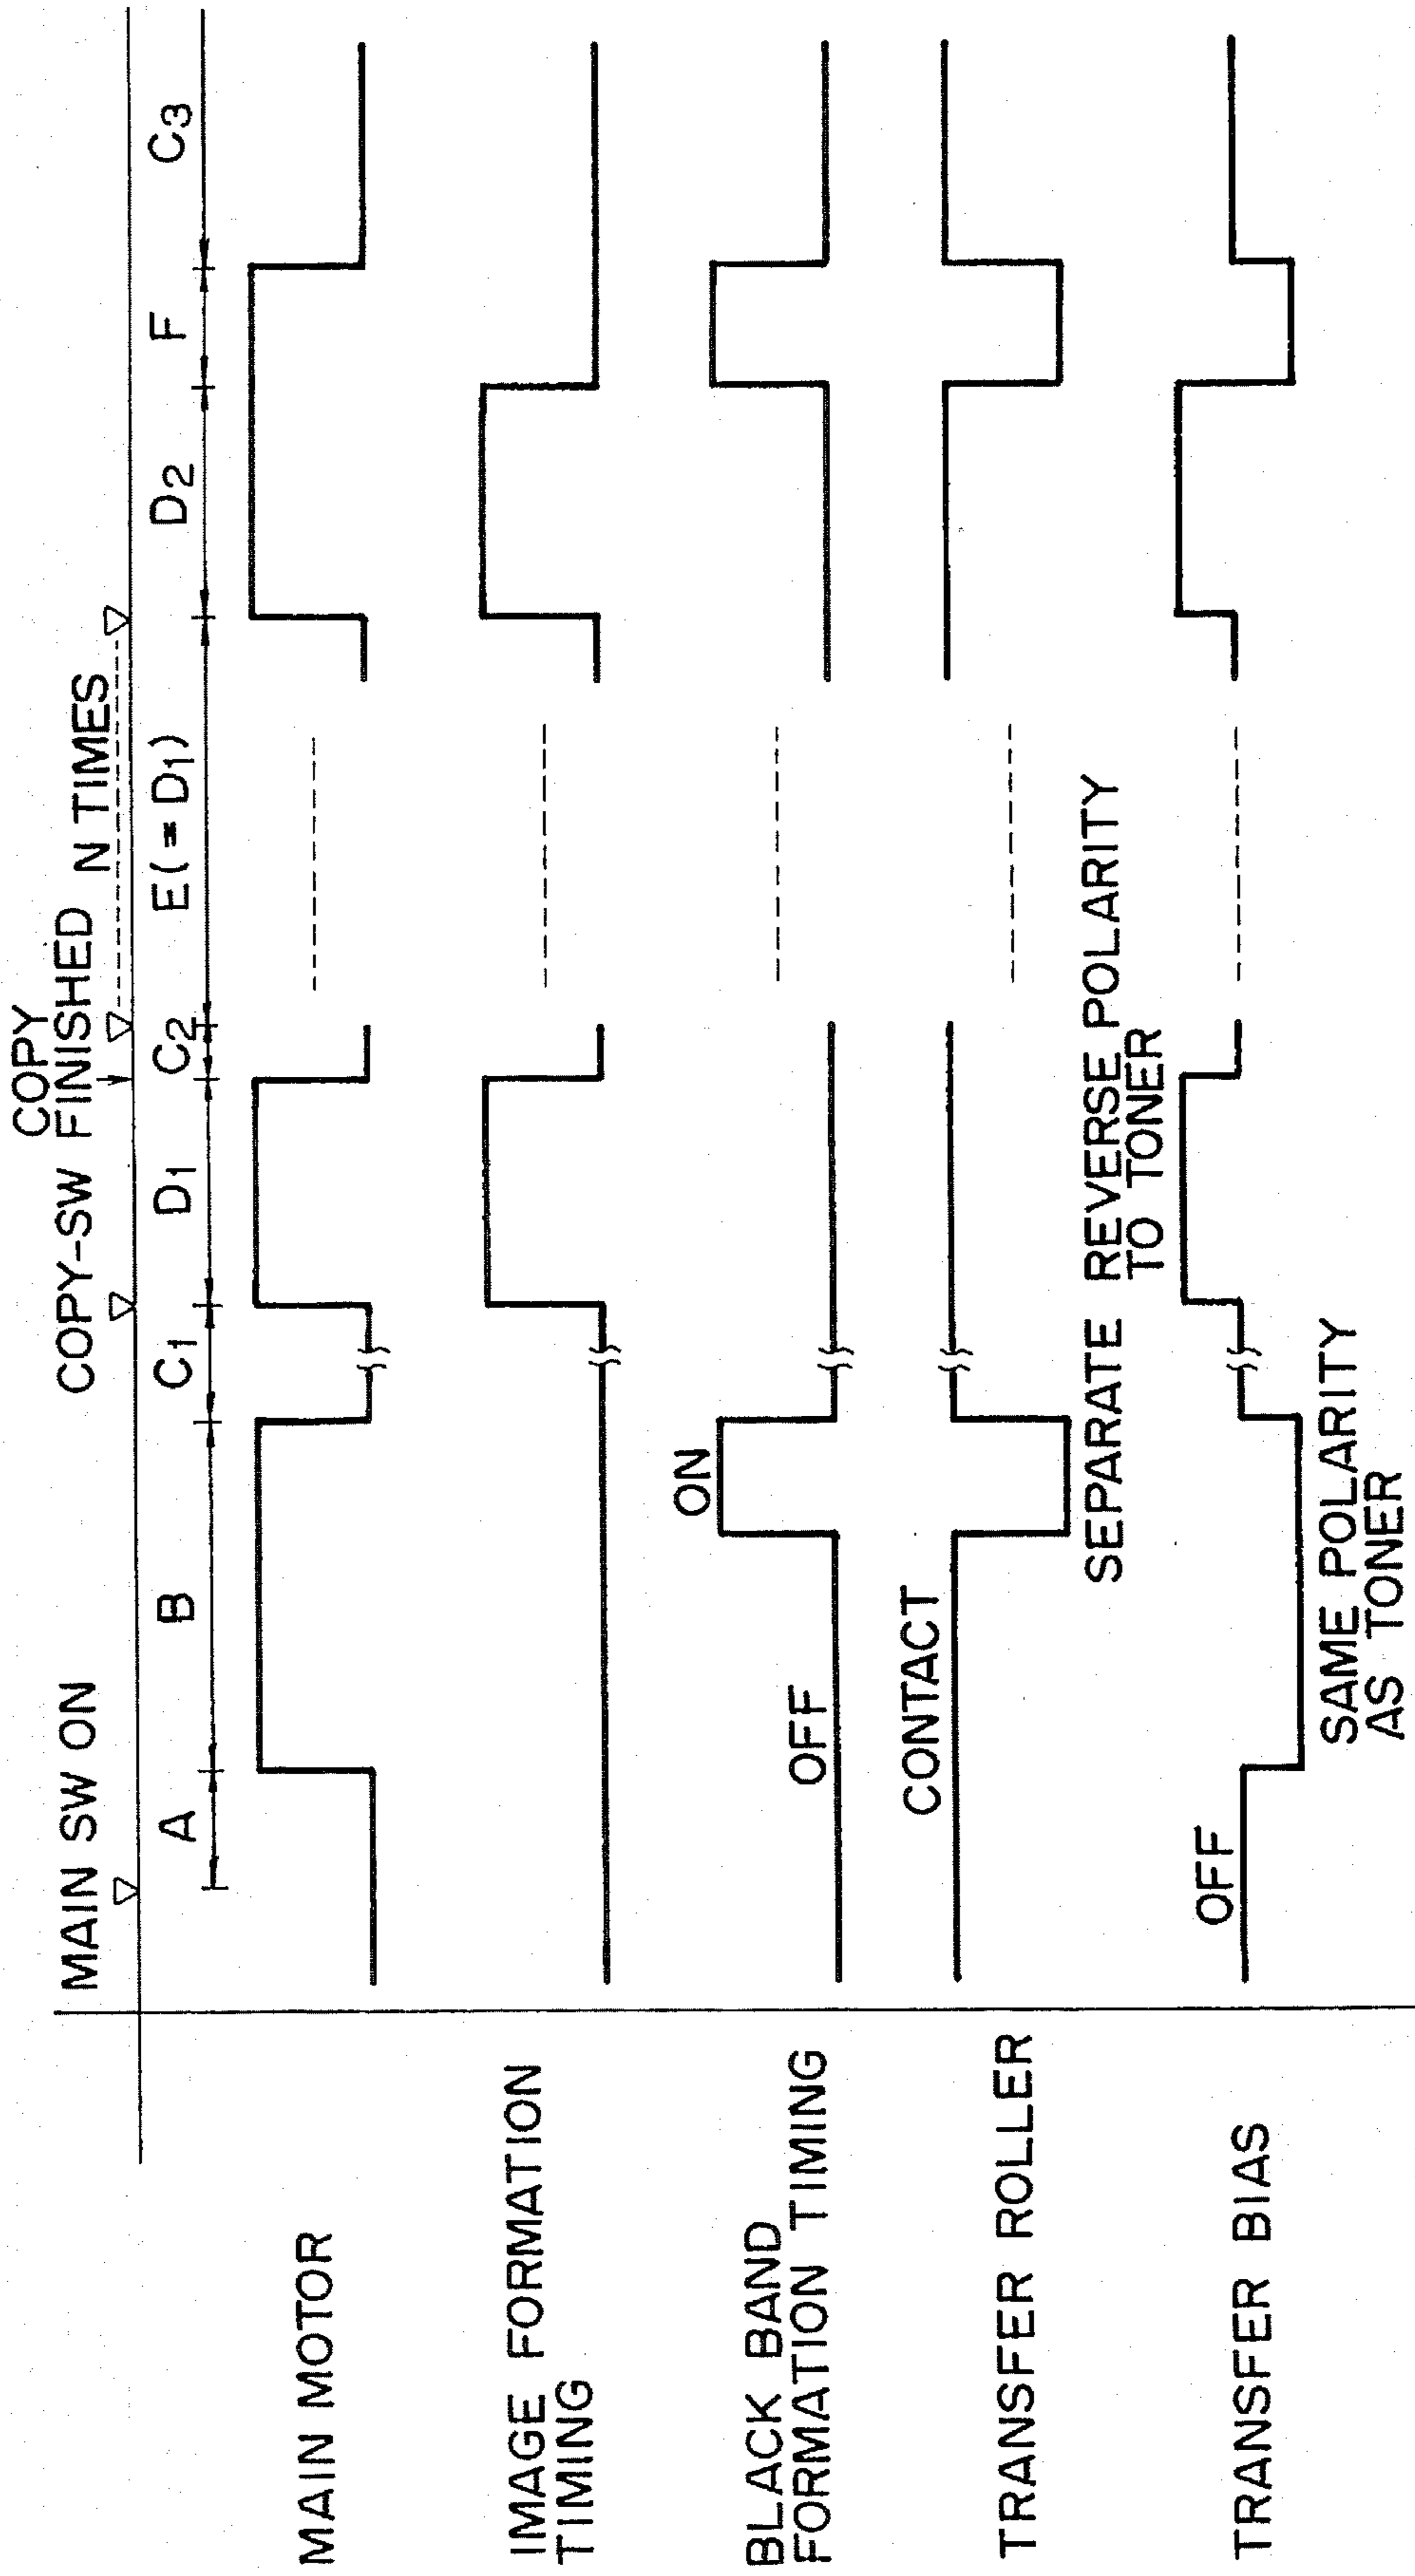 MAIN SW ON
COPY-SW
COPY
FINISHED
N TIMES
A
B
C1
D1
C2
E(=D1)
D2
F
C3
MAIN MOTOR
IMAGE FORMATION
TIMING
BLACK BAND
FORMATION TIMING
OFF
ON
TRANSFER ROLLER
CONTACT
SEPARATE
TRANSFER BIAS
OFF
REVERSE POLARITY
TO TONER
SAME POLARITY
AS TONER